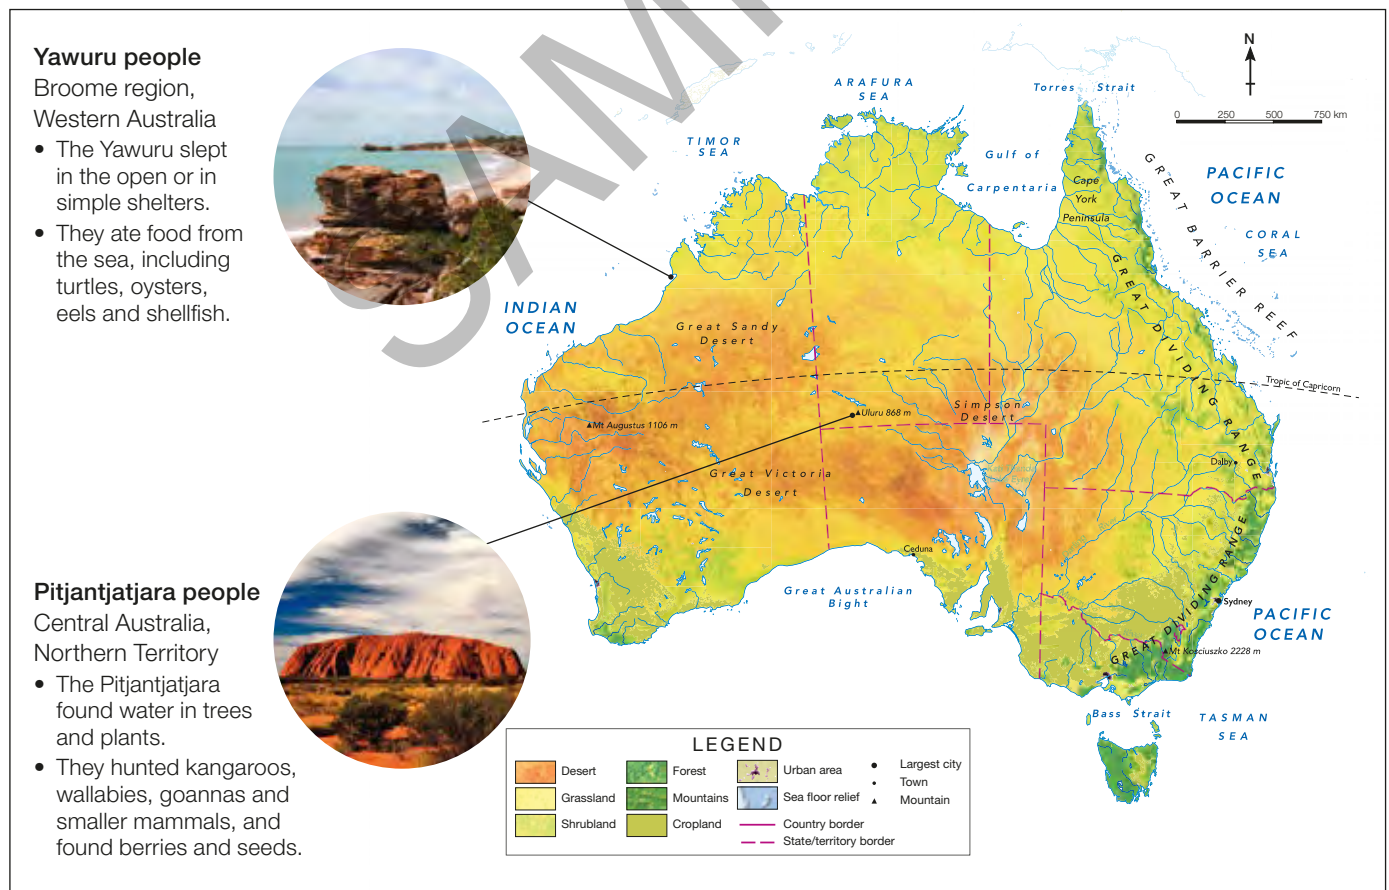 Yawuru people
Broome region,
Western Australia
• The Yawuru slept
in the open or in
simple shelters.
• They ate food from
the sea, including
turtles, oysters,
eels and shellfish.
Pitjantjatjara people
Central Australia,
Northern Territory
• The Pitjantjatjara
found water in trees
and plants.
• They hunted kangaroos,
wallabies, goannas and
smaller mammals, and
found berries and seeds.
SAM
N
0 250 500 750 km
ARAFURA
SEA
Torres Strait
TIMOR
SEA
Gulf of
Carpentaria
Cape
York
Peninsula
PACIFIC
OCEAN
CORAL
SEA
GREAT BARRIER REEF
GREAT DIVIDING RANGE
INDIAN
OCEAN
Great Sandy
Desert
Tropic of Capricorn
Uluru 868 m
Simpson
Desert
Mt Augustus 1106 m
Great Victoria
Desert
Dalby
Ceduna
Great Australian
Bight
GREAT DIVIDING RANGE
Sydney
PACIFIC
OCEAN
Mt Kosciuszko 2228 m
Bass Strait
TASMAN
SEA
LEGEND
Desert
Grassland
Shrubland
Forest
Mountains
Cropland
Urban area
Sea floor relief
Country border
State/territory border
Largest city
Town
Mountain